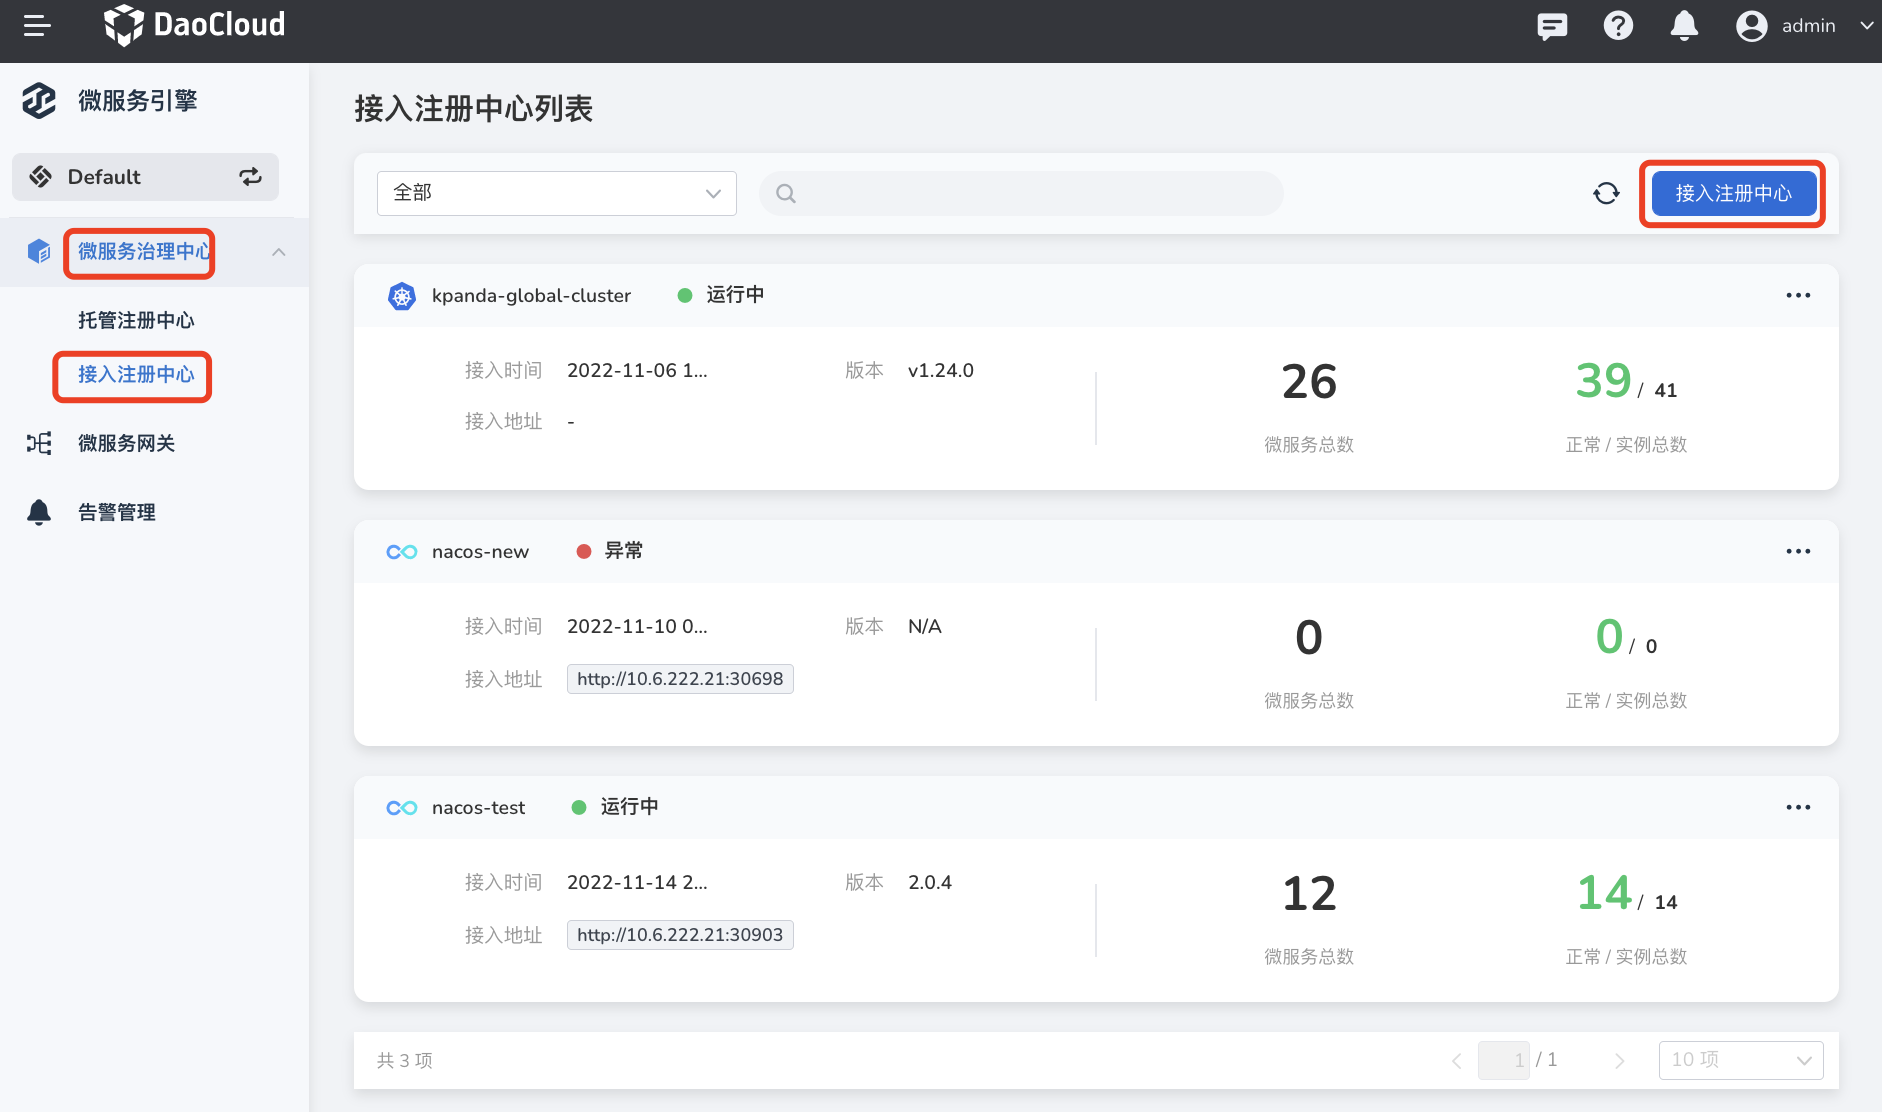 DaoCloud
admin
微服务引擎
Default
微服务治理中心
托管注册中心
接入注册中心
微服务网关
告警管理
接入注册中心列表
全部
接入注册中心
kpanda-global-cluster 运行中
接入时间 2022-11-06 1... 版本 v1.24.0
接入地址 -
26 39 / 41
微服务总数 正常 / 实例总数
nacos-new 异常
接入时间 2022-11-10 0... 版本 N/A
接入地址 http://10.6.222.21:30698
0 0 / 0
微服务总数 正常 / 实例总数
nacos-test 运行中
接入时间 2022-11-14 2... 版本 2.0.4
接入地址 http://10.6.222.21:30903
12 14 / 14
微服务总数 正常 / 实例总数
共 3 项 1 / 1 10 项